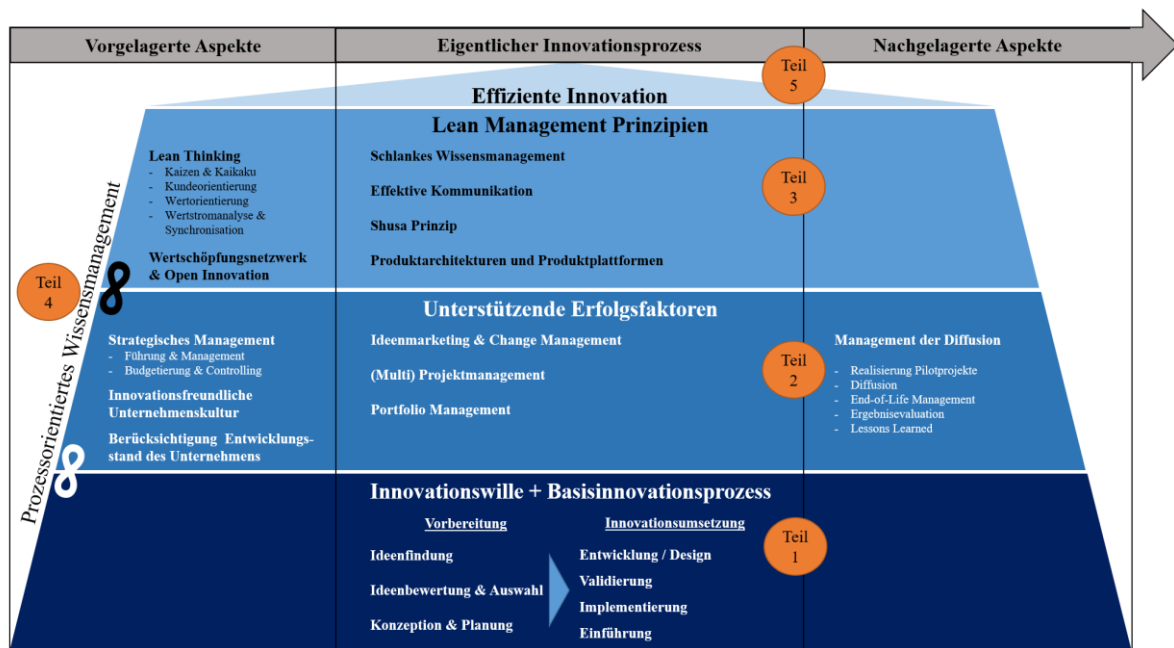 Vorgelagerte Aspekte
Eigentlicher Innovationsprozess
Nachgelagerte Aspekte
Teil
5
Effiziente Innovation
Lean Management Prinzipien
Lean Thinking
- Kaizen & Kaikaku
- Kundeorientierung
- Wertorientierung
- Wertstromanalyse &
Synchronisation
Wertschöpfungsnetzwerk
& Open Innovation
Schlankes Wissensmanagement
Effektive Kommunikation
Shusa Prinzip
Produktarchitekturen und Produktplattformen
Teil
3
Prozessorientiertes Wissensmanagement
Teil
4
8
8
Unterstützende Erfolgsfaktoren
Strategisches Management
- Führung & Management
- Budgetierung & Controlling
Innovationsfreundliche
Unternehmenskultur
Berücksichtigung Entwicklungs-
stand des Unternehmens
Ideenmarketing & Change Management
(Multi) Projektmanagement
Portfolio Management
Teil
2
Management der Diffusion
- Realisierung Pilotprojekte
- Diffusion
- End-of-Life Management
- Ergebnisevaluation
- Lessons Learned
Innovationswille + Basisinnovationsprozess
Vorbereitung
Ideenfindung
Ideenbewertung & Auswahl
Konzeption & Planung
Innovationsumsetzung
Entwicklung / Design
Validierung
Implementierung
Einführung
Teil
1